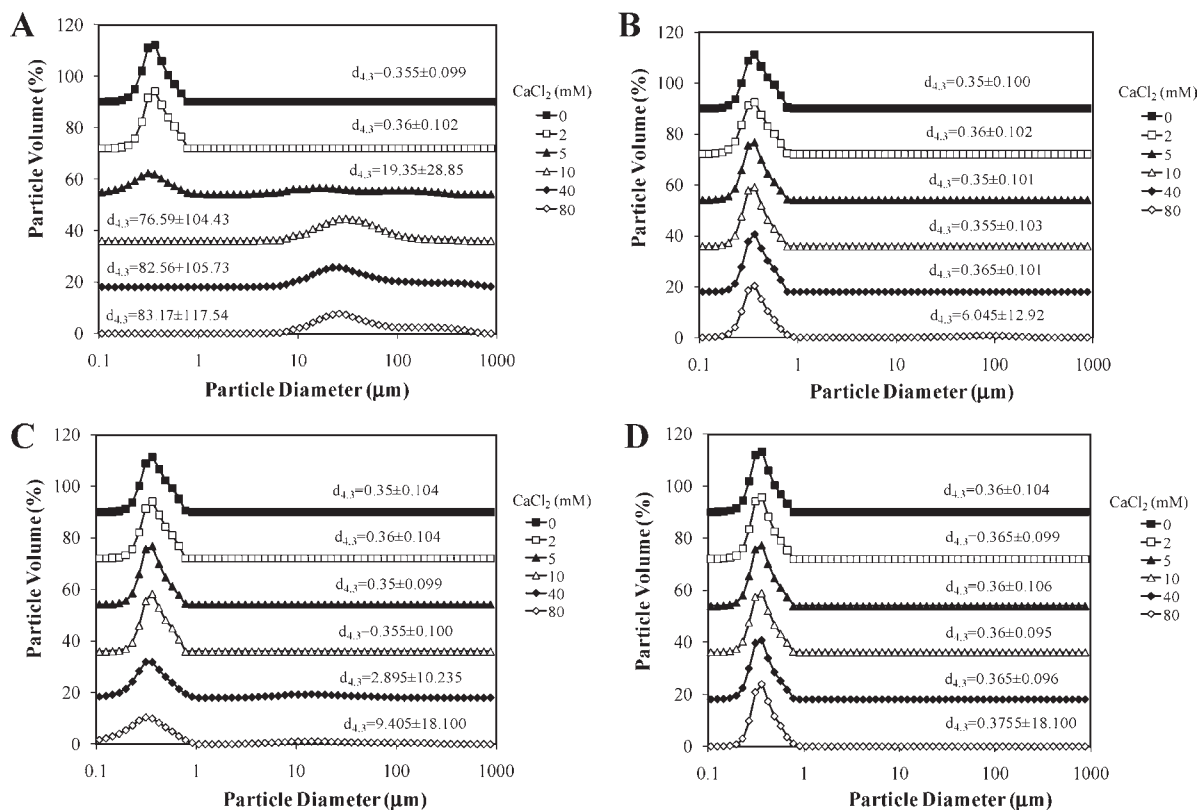 A
120
100
80
60
40
20
0
Particle Volume (%)
d4.3=0.355±0.099
d4.3=0.36±0.102
d4.3=19.35±28.85
d4.3=76.59±104.43
d4.3=82.56+105.73
d4.3=83.17±117.54
0.1 1 10 100 1000
Particle Diameter (µm)
CaCl2 (mM)
0
2
5
10
40
80
B
120
100
80
60
40
20
0
Particle Volume (%)
d4.3=0.35±0.100
d4.3=0.36±0.102
d4.3=0.35±0.101
d4.3=0.355±0.103
d4.3=0.365±0.101
d4.3=6.045±12.92
0.1 1 10 100 1000
Particle Diameter (µm)
CaCl2 (mM)
0
2
5
10
40
80
C
120
100
80
60
40
20
0
Particle Volume (%)
d4.3=0.35±0.104
d4.3=0.36±0.104
d4.3=0.35±0.099
d4.3=0.355±0.100
d4.3=2.895±10.235
d4.3=9.405±18.100
0.1 1 10 100 1000
Particle Diameter (µm)
CaCl2 (mM)
0
2
5
10
40
80
D
120
100
80
60
40
20
0
Particle Volume (%)
d4.3=0.36±0.104
d4.3=0.365±0.099
d4.3=0.36±0.106
d4.3=0.36±0.095
d4.3=0.365±0.096
d4.3=0.3755±18.100
0.1 1 10 100 1000
Particle Diameter (µm)
CaCl2 (mM)
0
2
5
10
40
80